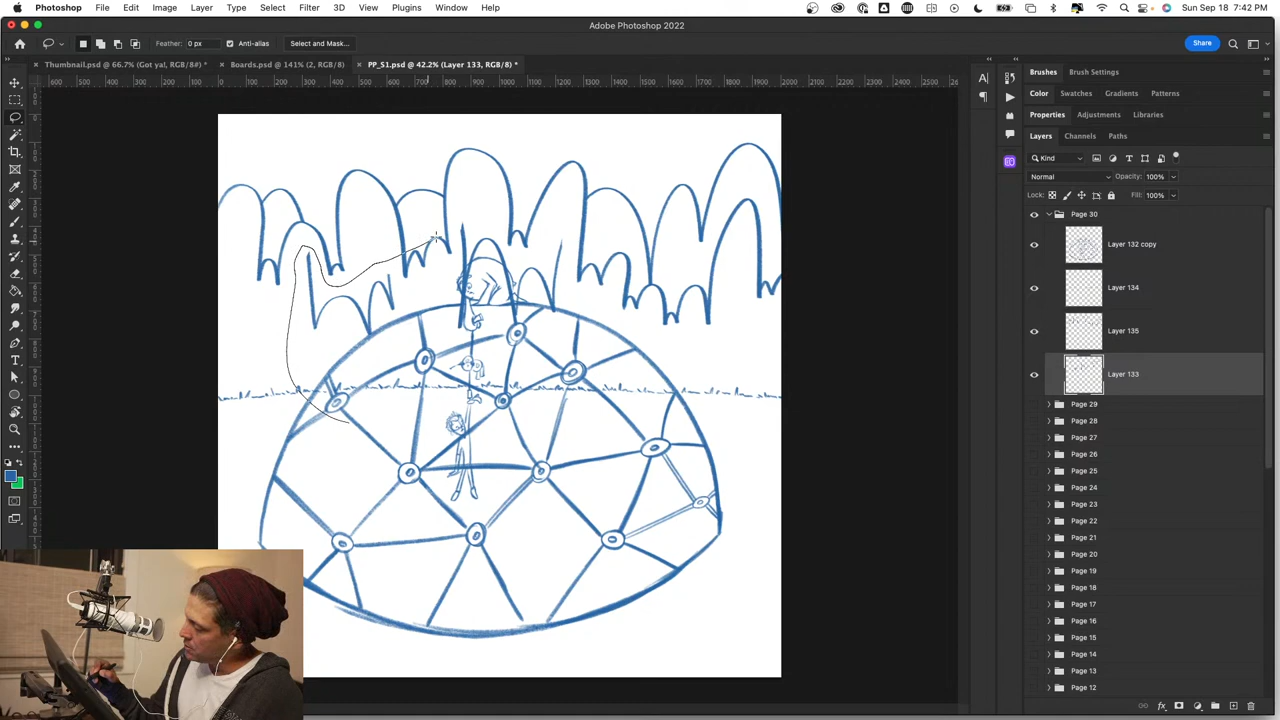 Photoshop File Edit Image Layer Type Select Filter 3D View Plugins Window Help Sun Sep 18 7:42 PM
Adobe Photoshop 2022
Feather: 0 px Anti-alias Select and Mask... Share
Thumbnail.psd @ 66.7% (Got ya!, RGB/8#) * Boards.psd @ 141% (2, RGB/8) PP_S1.psd @ 42.2% (Layer 133, RGB/8) *
Brushes Brush Settings
Color Swatches Gradients Patterns
Properties Adjustments Libraries
Layers Channels Paths
Kind
Normal Opacity: 100%
Lock: Fill: 100%
Page 30
Layer 132 copy
Layer 134
Layer 135
Layer 133
Page 29
Page 28
Page 27
Page 26
Page 25
Page 24
Page 23
Page 22
Page 21
Page 20
Page 19
Page 18
Page 17
Page 16
Page 15
Page 14
Page 13
Page 12